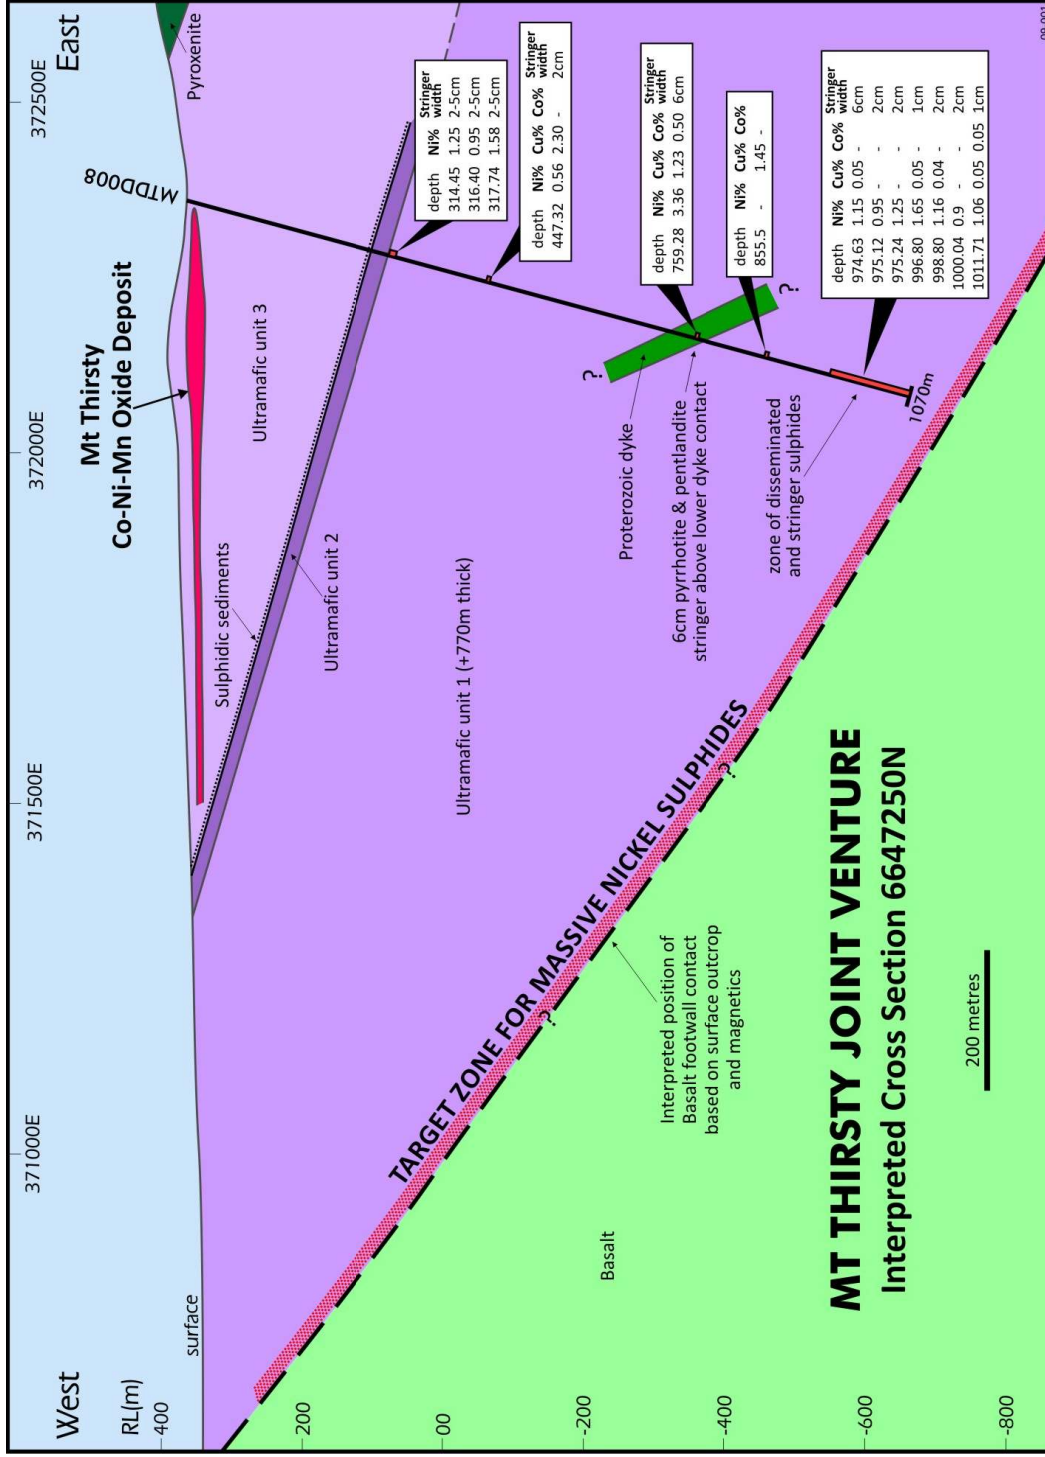 West
East
RL(m)
400
200
00
-200
-400
-600
-800
371000E
371500E
372000E
372500E
surface
Mt Thirsty
Co-Ni-Mn Oxide Deposit
MTDD008
Pyroxenite
Sulphidic sediments
Ultramafic unit 3
Ultramafic unit 2
Ultramafic unit 1 (+770m thick)
depth Ni% Stringer width
314.45 1.25 2-5cm
316.40 0.95 2-5cm
317.74 1.58 2-5cm
depth Ni% Cu% Co% Stringer width
447.32 0.56 2.30 - 2cm
Proterozoic dyke
?
?
6cm pyrrhotite & pentlandite
stringer above lower dyke contact
depth Ni% Cu% Co% Stringer width
759.28 3.36 1.23 0.50 6cm
depth Ni% Cu% Co%
855.5 - 1.45 -
zone of disseminated
and stringer sulphides
depth Ni% Cu% Co% Stringer width
974.63 1.15 0.05 - 6cm
975.12 0.95 - - 2cm
975.24 1.25 - - 2cm
996.80 1.65 0.05 - 1cm
998.80 1.16 0.04 - 2cm
1000.04 0.9 - - 2cm
1011.71 1.06 0.05 0.05 1cm
1070m
TARGET ZONE FOR MASSIVE NICKEL SULPHIDES
?
?
Interpreted position of
Basalt footwall contact
based on surface outcrop
and magnetics
Basalt
MT THIRSTY JOINT VENTURE
Interpreted Cross Section 6647250N
200 metres